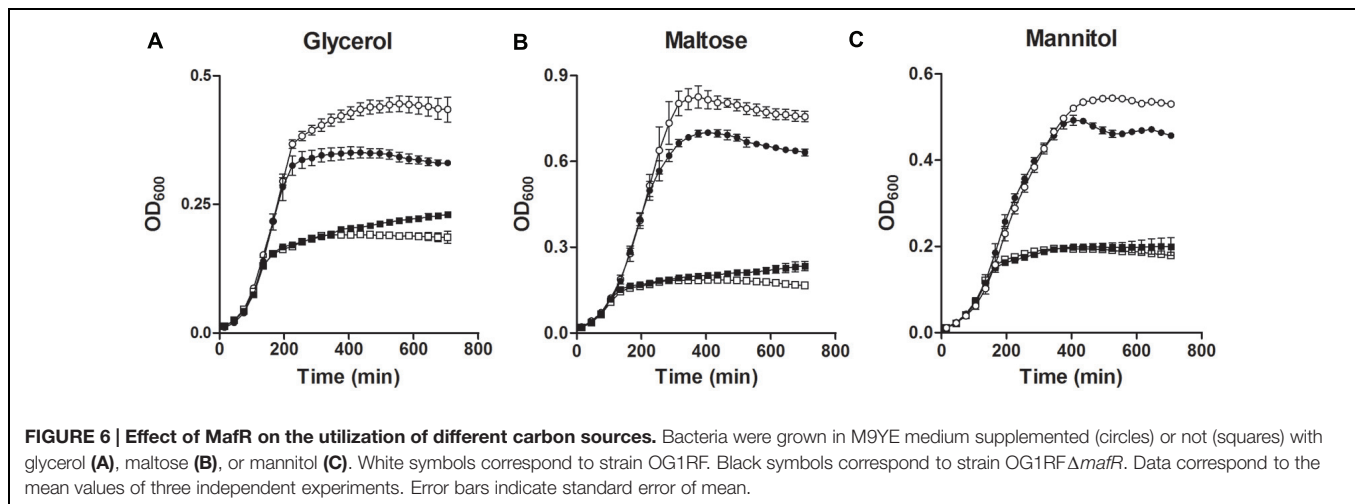 A
Glycerol
OD600
0.5
0.25
0.0
0 200 400 600 800
Time (min)
B
Maltose
OD600
0.9
0.6
0.3
0.0
0 200 400 600 800
Time (min)
C
Mannitol
OD600
0.6
0.4
0.2
0.0
0 200 400 600 800
Time (min)
FIGURE 6 | Effect of MafR on the utilization of different carbon sources. Bacteria were grown in M9YE medium supplemented (circles) or not (squares) with
glycerol (A), maltose (B), or mannitol (C). White symbols correspond to strain OG1RF. Black symbols correspond to strain OG1RFΔmafR. Data correspond to the
mean values of three independent experiments. Error bars indicate standard error of mean.